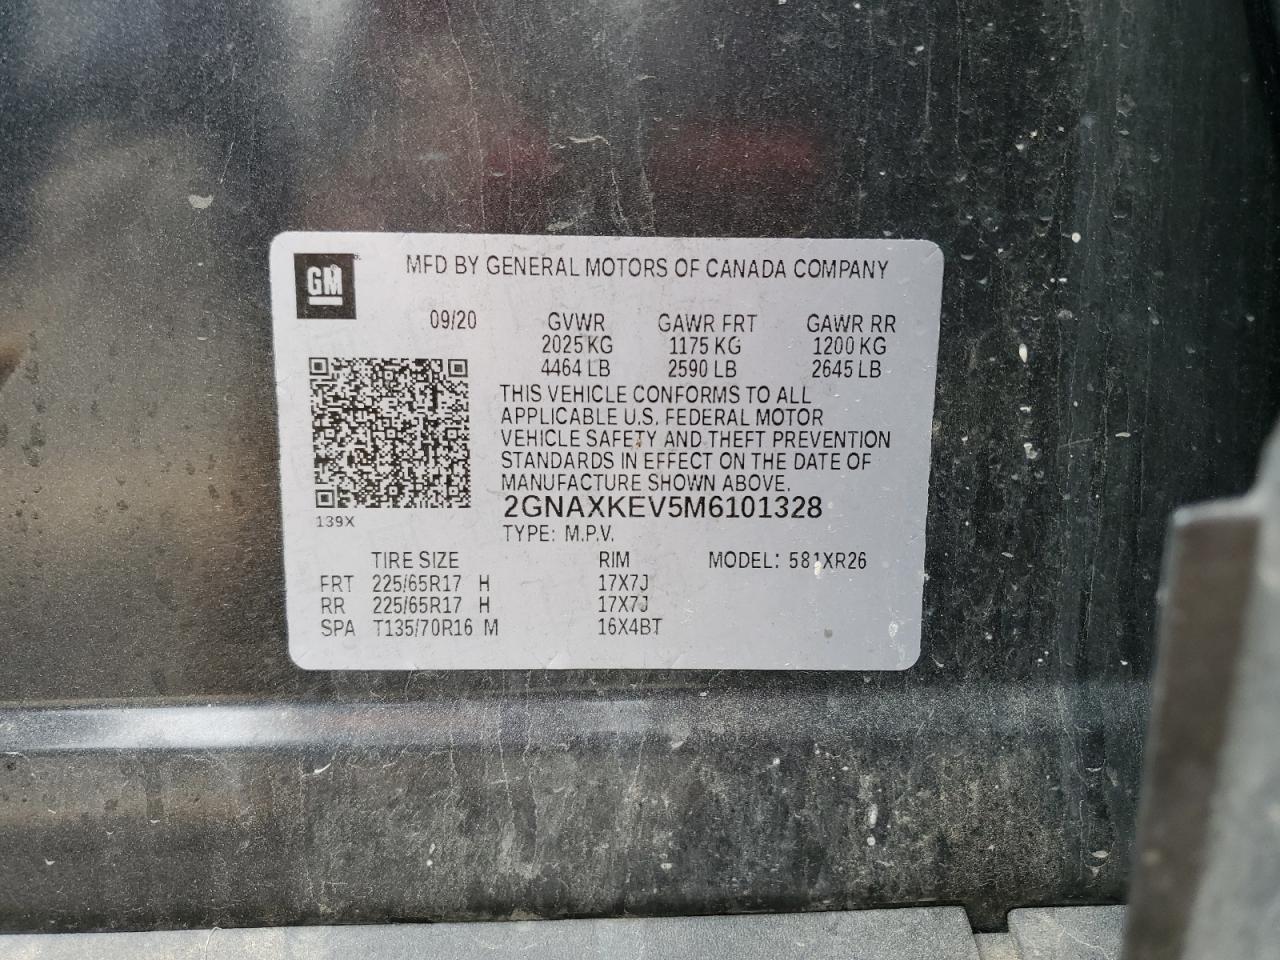 GM
MFD BY GENERAL MOTORS OF CANADA COMPANY
09/20 GVWR GAWR FRT GAWR RR
2025 KG 1175 KG 1200 KG
4464 LB 2590 LB 2645 LB
THIS VEHICLE CONFORMS TO ALL
APPLICABLE U.S. FEDERAL MOTOR
VEHICLE SAFETY AND THEFT PREVENTION
STANDARDS IN EFFECT ON THE DATE OF
MANUFACTURE SHOWN ABOVE.
2GNAXKEV5M6101328
139X
TYPE: M.P.V.
TIRE SIZE RIM MODEL: 581XR26
FRT 225/65R17 H 17X7J
RR 225/65R17 H 17X7J
SPA T135/70R16 M 16X4BT